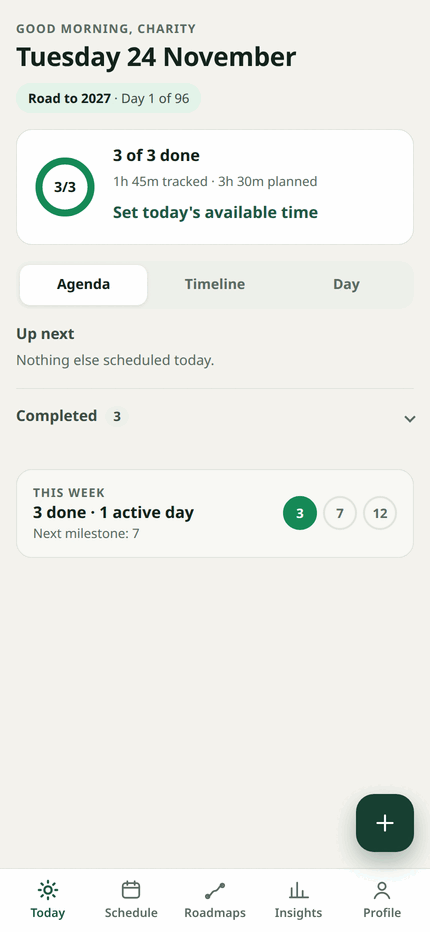 GOOD MORNING, CHARITY
Tuesday 24 November
Road to 2027 · Day 1 of 96
3/3
3 of 3 done
1h 45m tracked · 3h 30m planned
Set today's available time
Agenda
Timeline
Day
Up next
Nothing else scheduled today.
Completed 3
THIS WEEK
3 done · 1 active day
Next milestone: 7
3
7
12
Today
Schedule
Roadmaps
Insights
Profile